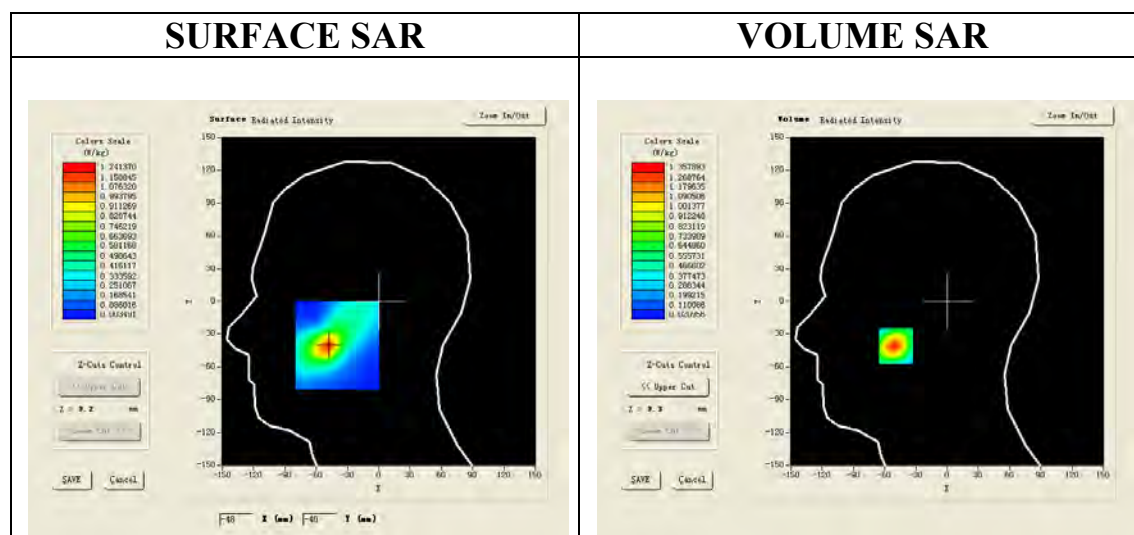 SURFACE SAR
VOLUME SAR
Surface Radiated Intensity
Zoom In/Out
Colors Scale
(W/kg)
1.241370
1.158845
1.076320
0.993795
0.911269
0.828744
0.746219
0.663693
0.581168
0.498643
0.416117
0.333592
0.251067
0.168541
150
120
90
60
30
0
-30
-60
-90
-120
-150
-150 -120 -90 -60 -30 0 30 60 90 120 150
Z-Cuts Control
SAVE
Cancel
X (mm)
Y (mm)
Volume Radiated Intensity
Zoom In/Out
Colors Scale
(W/kg)
1.357893
1.268764
1.179635
1.090506
1.001377
0.912248
0.823119
0.733989
0.644860
0.555731
0.466602
0.377473
0.288344
0.199215
0.110086
150
120
90
60
30
0
-30
-60
-90
-120
-150
-150 -120 -90 -60 -30 0 30 60 90 120 150
Z-Cuts Control
<< Upper Cut
SAVE
Cancel